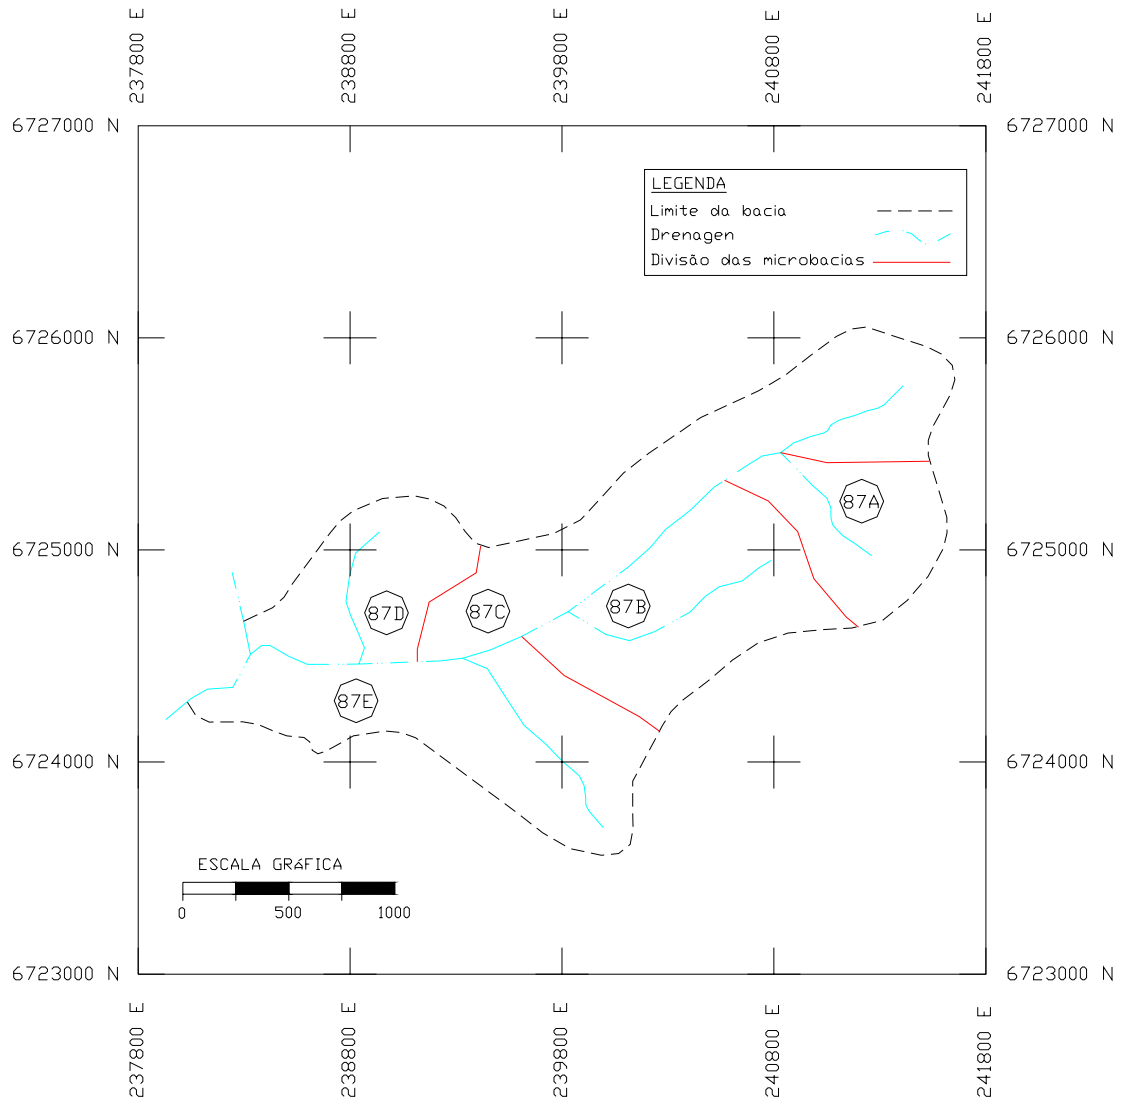 237800 E
238800 E
239800 E
240800 E
241800 E
6727000 N
6727000 N
LEGENDA
Limite da bacia
Drenagen
Divisão das microbacias
6726000 N
6726000 N
87A
6725000 N
6725000 N
87D
87C
87B
87E
6724000 N
6724000 N
ESCALA GRáFICA
0 500 1000
6723000 N
6723000 N
237800 E
238800 E
239800 E
240800 E
241800 E